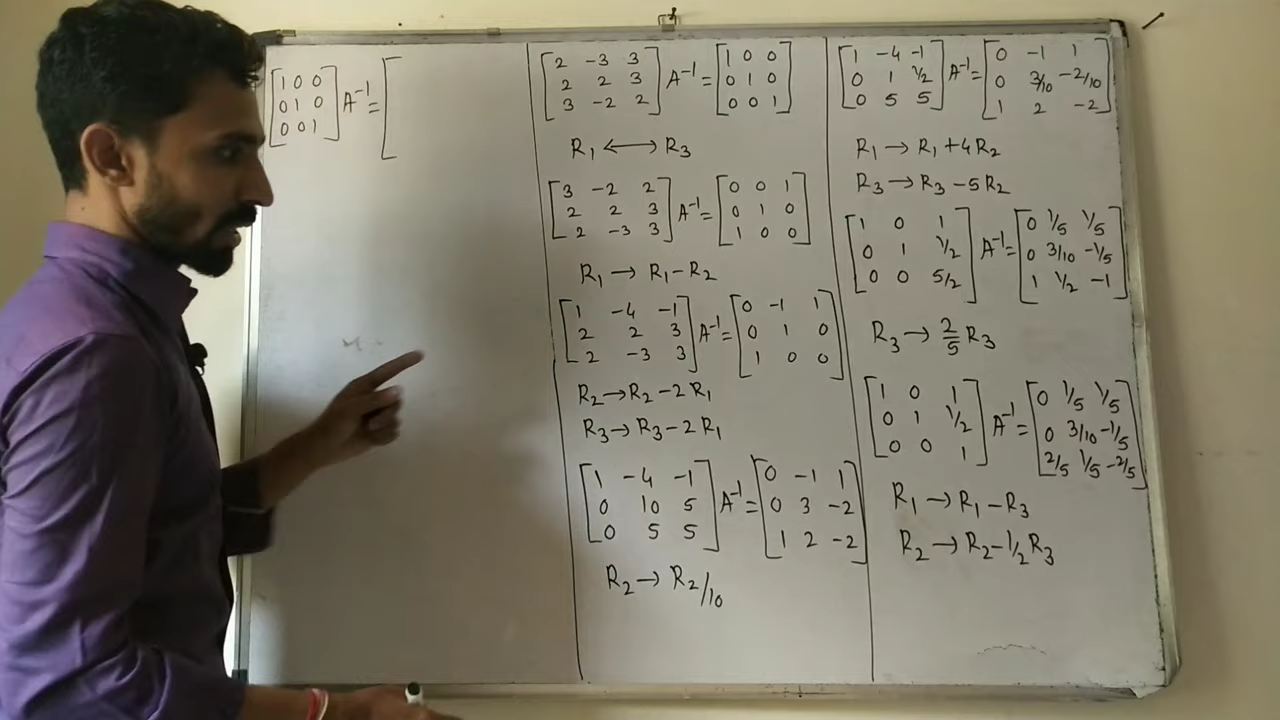 [1 0 0
0 1 0
0 0 1] A⁻¹ = [
[2 -3 3
2 2 3
3 -2 2] A⁻¹ = [1 0 0
0 1 0
0 0 1]
R₁ ⟷ R₃
[3 -2 2
2 2 3
2 -3 3] A⁻¹ = [0 0 1
0 1 0
1 0 0]
R₁ → R₁ - R₂
[1 -4 -1
2 2 3
2 -3 3] A⁻¹ = [0 -1 1
0 1 0
1 0 0]
R₂ → R₂ - 2 R₁
R₃ → R₃ - 2 R₁
[1 -4 -1
0 10 5
0 5 5] A⁻¹ = [0 -1 1
0 3 -2
1 2 -2]
R₂ → R₂/10
[1 -4 -1
0 1 1/2
0 5 5] A⁻¹ = [0 -1 1
0 3/10 -2/10
1 2 -2]
R₁ → R₁ + 4R₂
R₃ → R₃ - 5R₂
[1 0 1
0 1 1/2
0 0 5/2] A⁻¹ = [0 1/5 1/5
0 3/10 -1/5
1 1/2 -1]
R₃ → 2/5 R₃
[1 0 1
0 1 1/2
0 0 1] A⁻¹ = [0 1/5 1/5
0 3/10 -1/5
2/5 1/5 -2/5]
R₁ → R₁ - R₃
R₂ → R₂ - 1/2 R₃